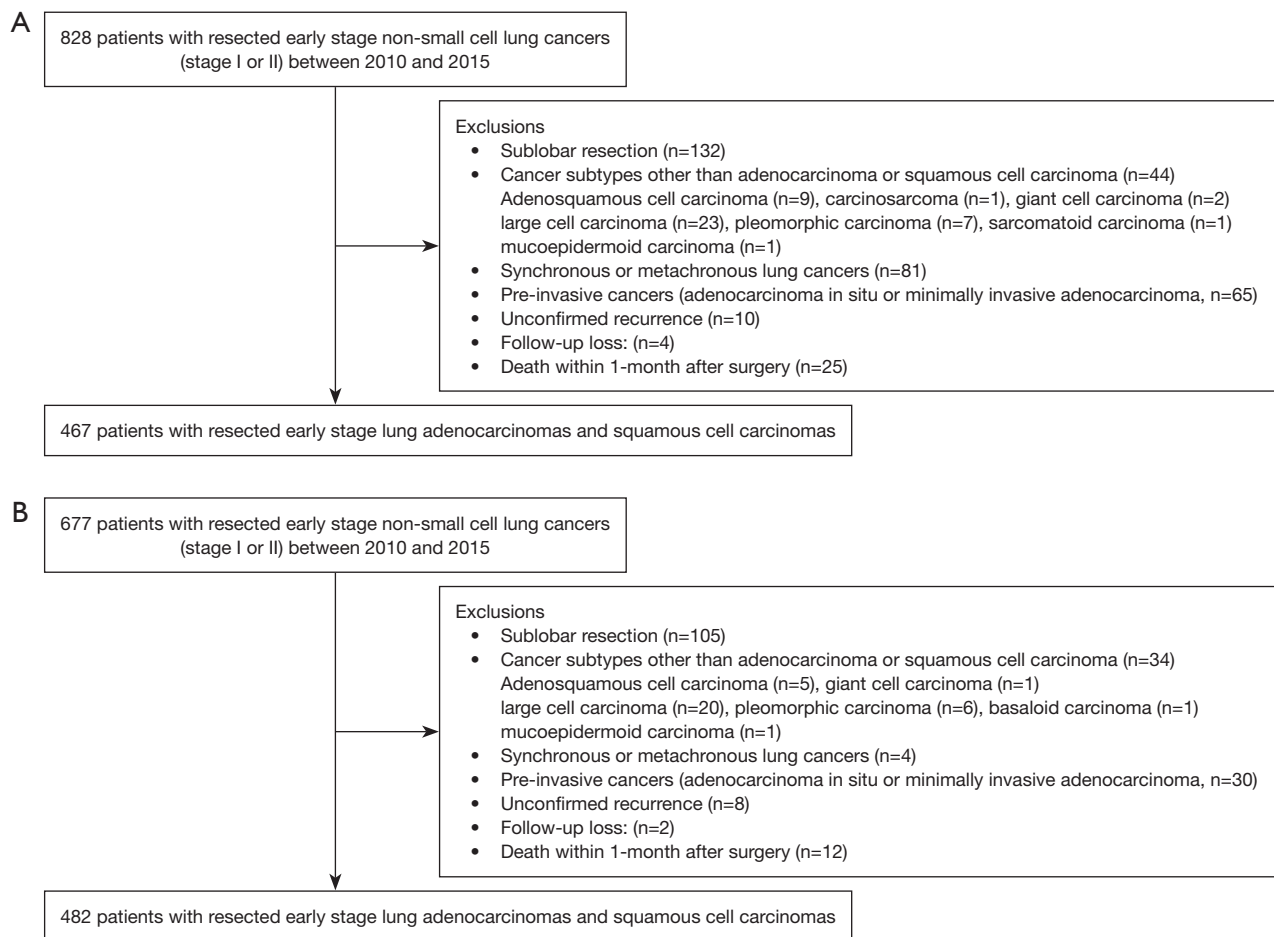 A
828 patients with resected early stage non-small cell lung cancers
(stage I or II) between 2010 and 2015
Exclusions
• Sublobar resection (n=132)
• Cancer subtypes other than adenocarcinoma or squamous cell carcinoma (n=44)
Adenosquamous cell carcinoma (n=9), carcinosarcoma (n=1), giant cell carcinoma (n=2)
large cell carcinoma (n=23), pleomorphic carcinoma (n=7), sarcomatoid carcinoma (n=1)
mucoepidermoid carcinoma (n=1)
• Synchronous or metachronous lung cancers (n=81)
• Pre-invasive cancers (adenocarcinoma in situ or minimally invasive adenocarcinoma, n=65)
• Unconfirmed recurrence (n=10)
• Follow-up loss: (n=4)
• Death within 1-month after surgery (n=25)
467 patients with resected early stage lung adenocarcinomas and squamous cell carcinomas
B
677 patients with resected early stage non-small cell lung cancers
(stage I or II) between 2010 and 2015
Exclusions
• Sublobar resection (n=105)
• Cancer subtypes other than adenocarcinoma or squamous cell carcinoma (n=34)
Adenosquamous cell carcinoma (n=5), giant cell carcinoma (n=1)
large cell carcinoma (n=20), pleomorphic carcinoma (n=6), basaloid carcinoma (n=1)
mucoepidermoid carcinoma (n=1)
• Synchronous or metachronous lung cancers (n=4)
• Pre-invasive cancers (adenocarcinoma in situ or minimally invasive adenocarcinoma, n=30)
• Unconfirmed recurrence (n=8)
• Follow-up loss: (n=2)
• Death within 1-month after surgery (n=12)
482 patients with resected early stage lung adenocarcinomas and squamous cell carcinomas